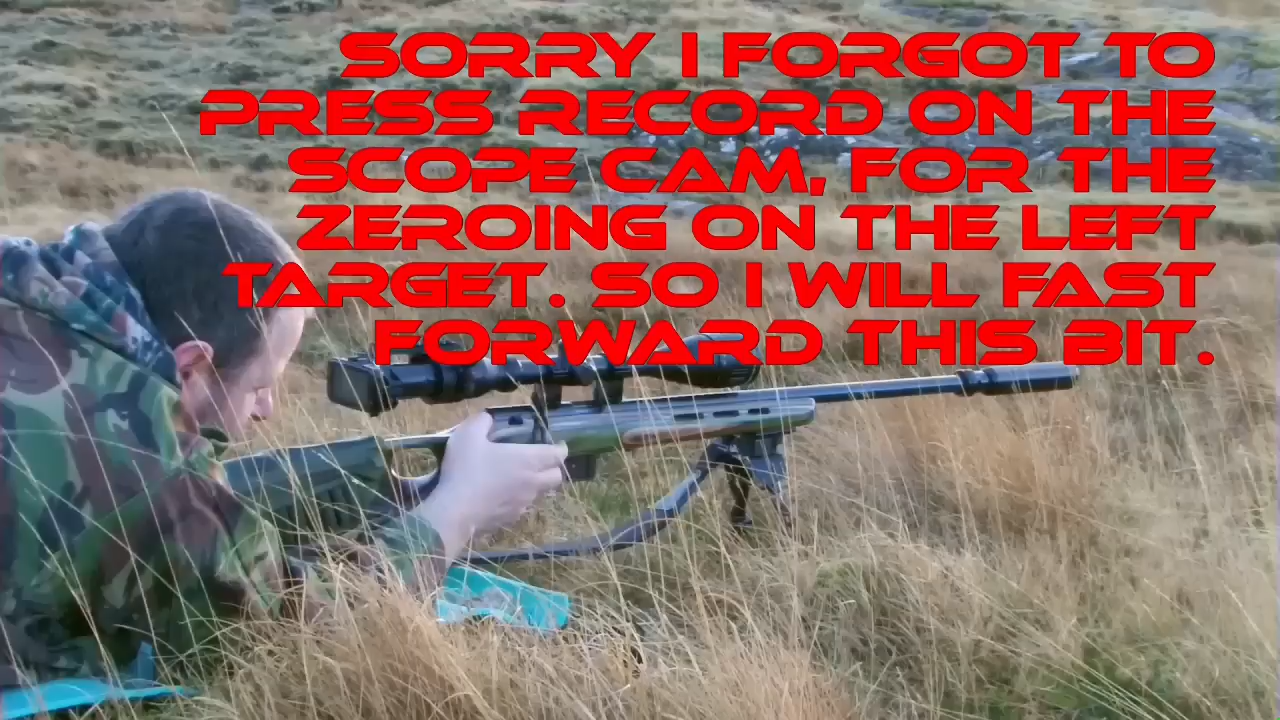 SORRY I FORGOT TO
PRESS RECORD ON THE
SCOPE CAM, FOR THE
ZEROING ON THE LEFT
TARGET. SO I WILL FAST
FORWARD THIS BIT.